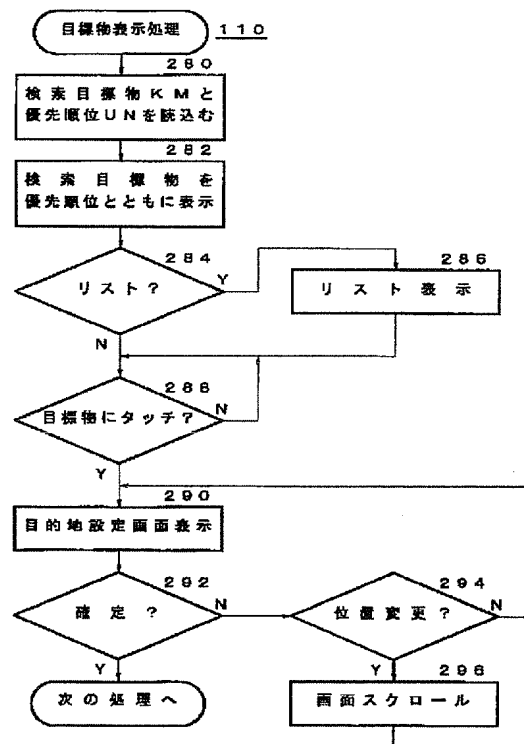 目標物表示処理
110
280
検索目標物KMと
優先順位UNを読込む
282
検索目標物を
優先順位とともに表示
284
リスト?
Y
N
286
リスト表示
288
目標物にタッチ?
N
Y
290
目的地設定画面表示
292
確定?
N
Y
294
位置変更?
N
Y
次の処理へ
296
画面スクロール